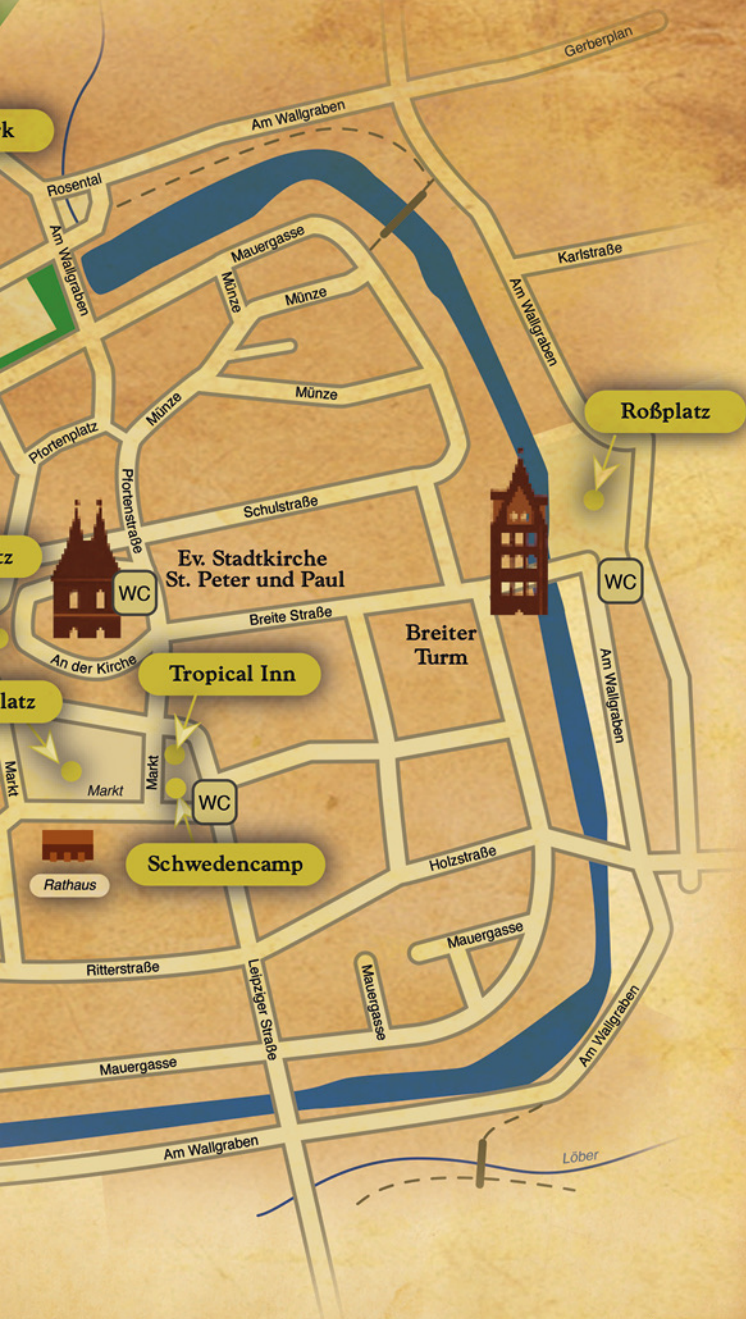 Gerberplan
Am Wallgraben
rk
Rosental
Am Wallgraben
Mauergasse
Karlstraße
Münze
Münze
Am Wallgraben
Münze
Münze
Roßplatz
Pfortenplatz
Pfortenstraße
Schulstraße
tz
Ev. Stadtkirche
St. Peter und Paul
WC
WC
Breite Straße
Breiter
Turm
An der Kirche
Tropical Inn
Am Wallgraben
latz
Markt
Markt
Markt
WC
Rathaus
Schwedencamp
Holzstraße
Mauergasse
Ritterstraße
Leipziger Straße
Mauergasse
Am Wallgraben
Mauergasse
Am Wallgraben
Löber